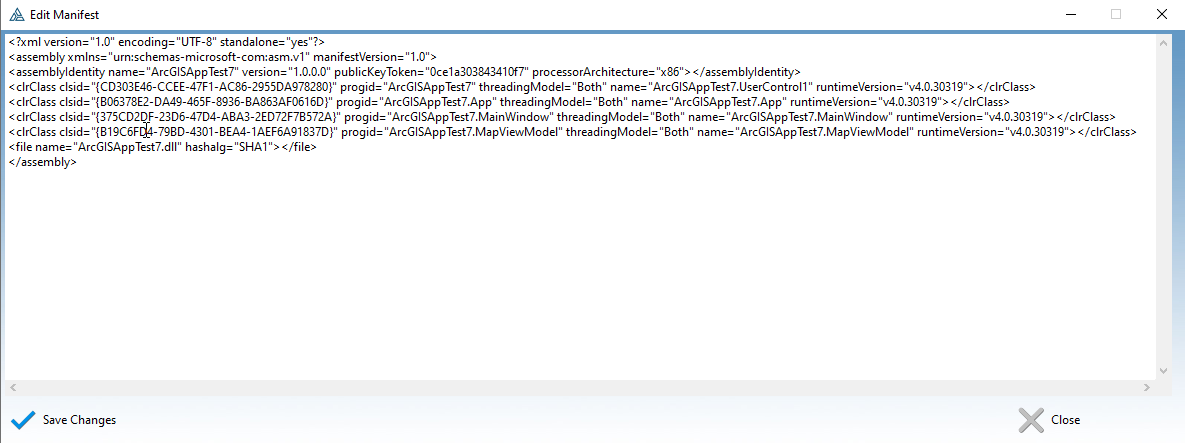 Edit Manifest
<?xml version="1.0" encoding="UTF-8" standalone="yes"?>
<assembly xmlns="urn:schemas-microsoft-com:asm.v1" manifestVersion="1.0">
<assemblyIdentity name="ArcGISAppTest7" version="1.0.0.0" publicKeyToken="0ce1a303843410f7" processorArchitecture="x86"></assemblyIdentity>
<clrClass clsid="{CD303E46-CCEE-47F1-AC86-2955DA978280}" progid="ArcGISAppTest7" threadingModel="Both" name="ArcGISAppTest7.UserControl1" runtimeVersion="v4.0.30319"></clrClass>
<clrClass clsid="{B06378E2-DA49-465F-8936-BA863AF0616D}" progid="ArcGISAppTest7.App" threadingModel="Both" name="ArcGISAppTest7.App" runtimeVersion="v4.0.30319"></clrClass>
<clrClass clsid="{375CD2DF-23D6-47D4-ABA3-2ED72F7B572A}" progid="ArcGISAppTest7.MainWindow" threadingModel="Both" name="ArcGISAppTest7.MainWindow" runtimeVersion="v4.0.30319"></clrClass>
<clrClass clsid="{B19C6FD4-79BD-4301-BEA4-1AEF6A91837D}" progid="ArcGISAppTest7.MapViewModel" threadingModel="Both" name="ArcGISAppTest7.MapViewModel" runtimeVersion="v4.0.30319"></clrClass>
<file name="ArcGISAppTest7.dll" hashalg="SHA1"></file>
</assembly>
Save Changes
Close